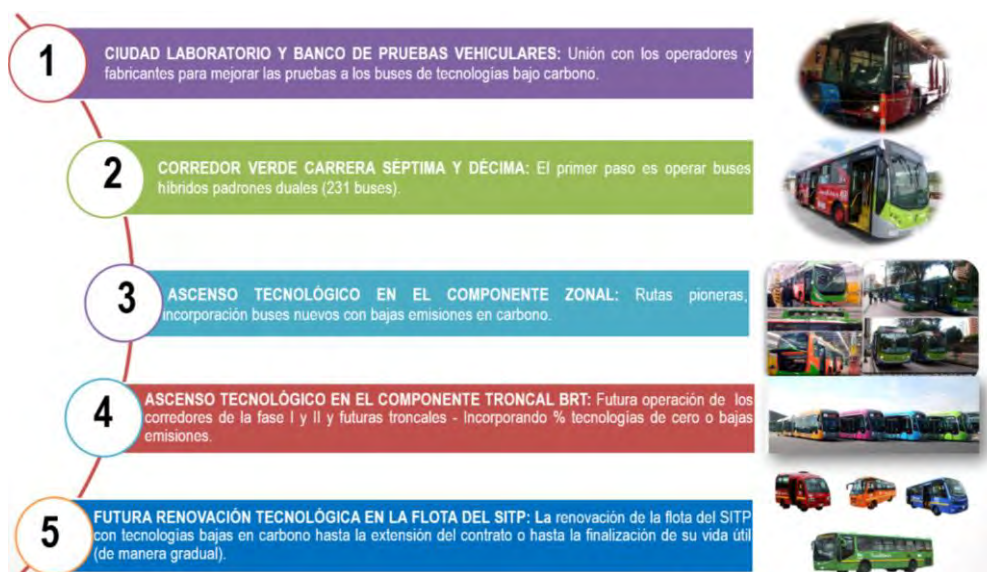 1
CIUDAD LABORATORIO Y BANCO DE PRUEBAS VEHICULARES: Unión con los operadores y
fabricantes para mejorar las pruebas a los buses de tecnologías bajo carbono.
2
CORREDOR VERDE CARRERA SÉPTIMA Y DÉCIMA: El primer paso es operar buses
híbridos padrones duales (231 buses).
3
ASCENSO TECNOLÓGICO EN EL COMPONENTE ZONAL: Rutas pioneras,
incorporación buses nuevos con bajas emisiones en carbono.
4
ASCENSO TECNOLÓGICO EN EL COMPONENTE TRONCAL BRT: Futura operación de los
corredores de la fase I y II y futuras troncales - Incorporando % tecnologías de cero o bajas
emisiones.
5
FUTURA RENOVACIÓN TECNOLÓGICA EN LA FLOTA DEL SITP: La renovación de la flota del SITP
con tecnologías bajas en carbono hasta la extensión del contrato o hasta la finalización de su vida útil
(de manera gradual).